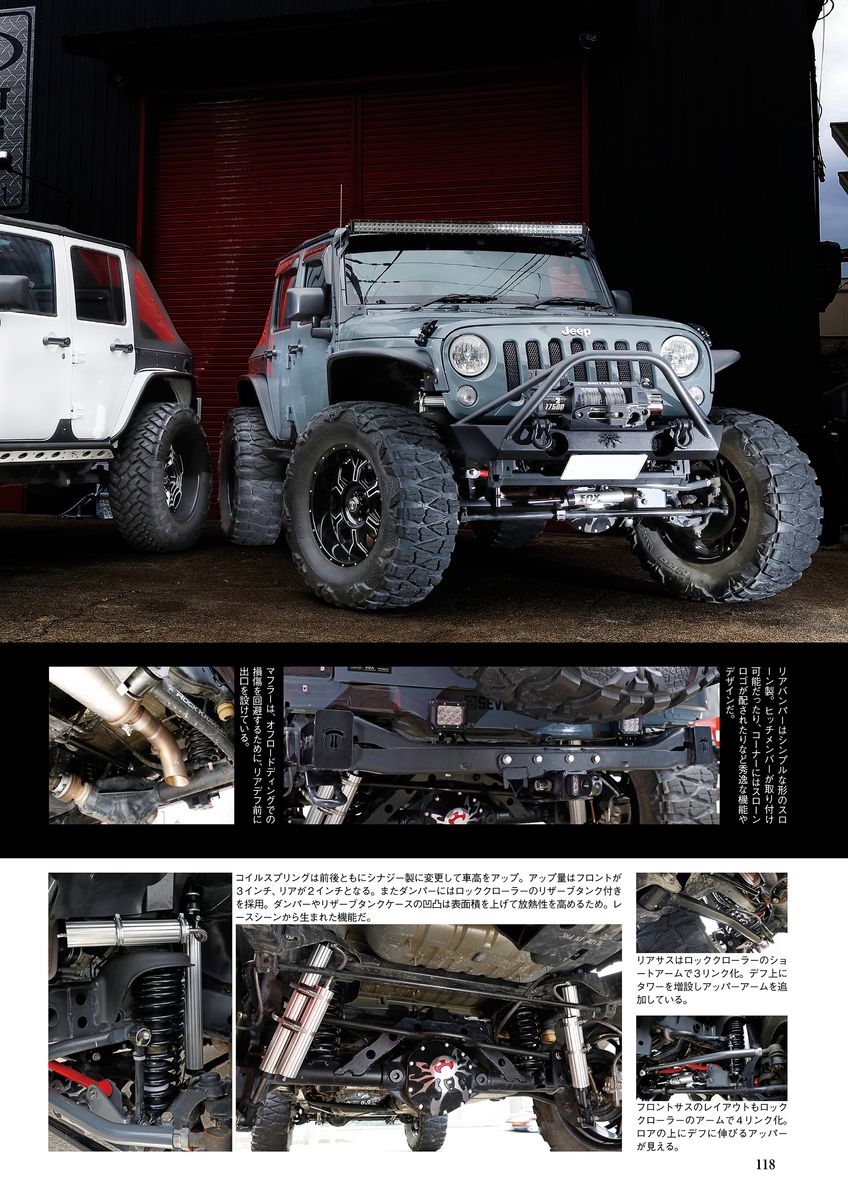 Jeep
SMITTYBILT
17500
FOX
リアバンパーはシンプルな形のスロ
ーン製。ヒッチメンバーが取り付け
可能だったり、コーナーにはスローン
ロゴが配されたりなど秀逸な機能や
デザインだ。
SEVE
マフラーは、オフロードディングでの
損傷を回避するために、リアデフ前に
出口を設けている。
ROCK KR
コイルスプリングは前後ともにシナジー製に変更して車高をアップ。アップ量はフロントが
3インチ、リアが2インチとなる。またダンパーにはロッククローラーのリザーブタンク付き
を採用。ダンパーやリザーブタンクケースの凹凸は表面積を上げて放熱性を高めるため。レ
ースシーンから生まれた機能だ。
リアサスはロッククローラーのショ
ートアームで3リンク化。デフ上に
タワーを増設しアッパーアームを追
加している。
フロントサスのレイアウトもロック
クローラーのアームで4リンク化。
ロアの上にデフに伸びるアッパー
が見える。
118